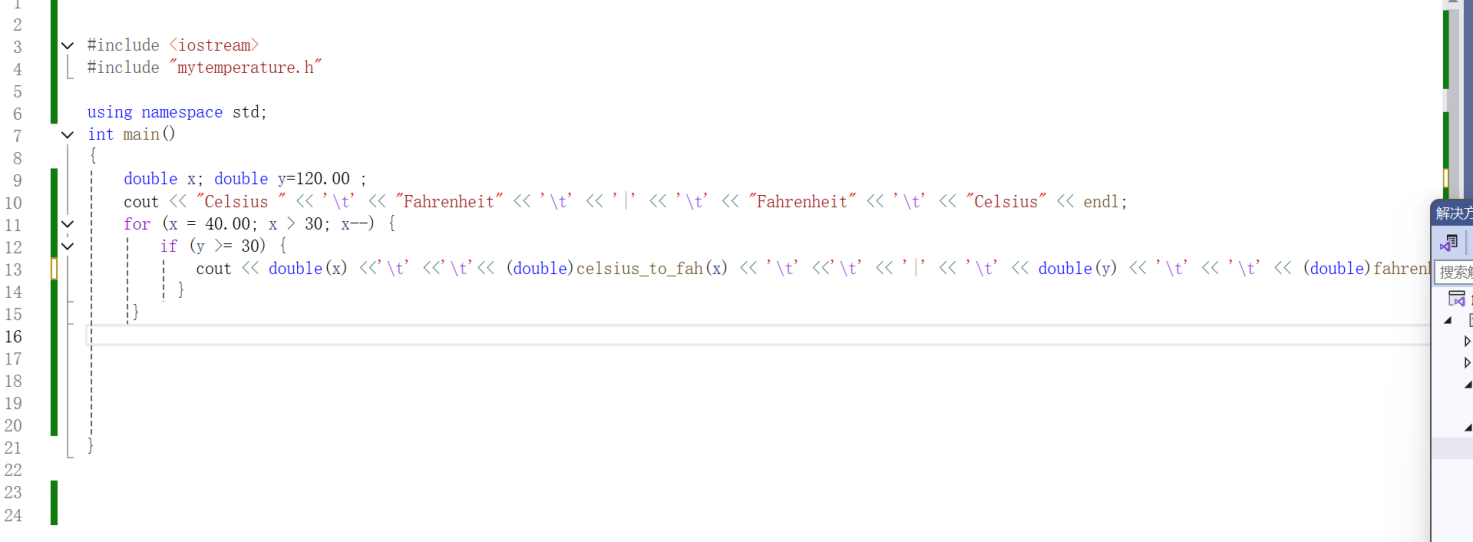 1
2
3 #include <iostream>
4 #include "mytemperature.h"
5
6 using namespace std;
7 int main()
8 {
9 double x; double y=120.00 ;
10 cout << "Celsius " << '\t' << "Fahrenheit" << '\t' << '|' << '\t' << "Fahrenheit" << '\t' << "Celsius" << endl;
11 for (x = 40.00; x > 30; x--) {
12 if (y >= 30) {
13 cout << double(x) <<'\t' <<'\t'<< (double)celsius_to_fah(x) << '\t' <<'\t' << '|' << '\t' << double(y) << '\t' << '\t' << (double)fahrenh
14 }
15 }
16
17
18
19
20
21 }
22
23
24
解决方
搜索解